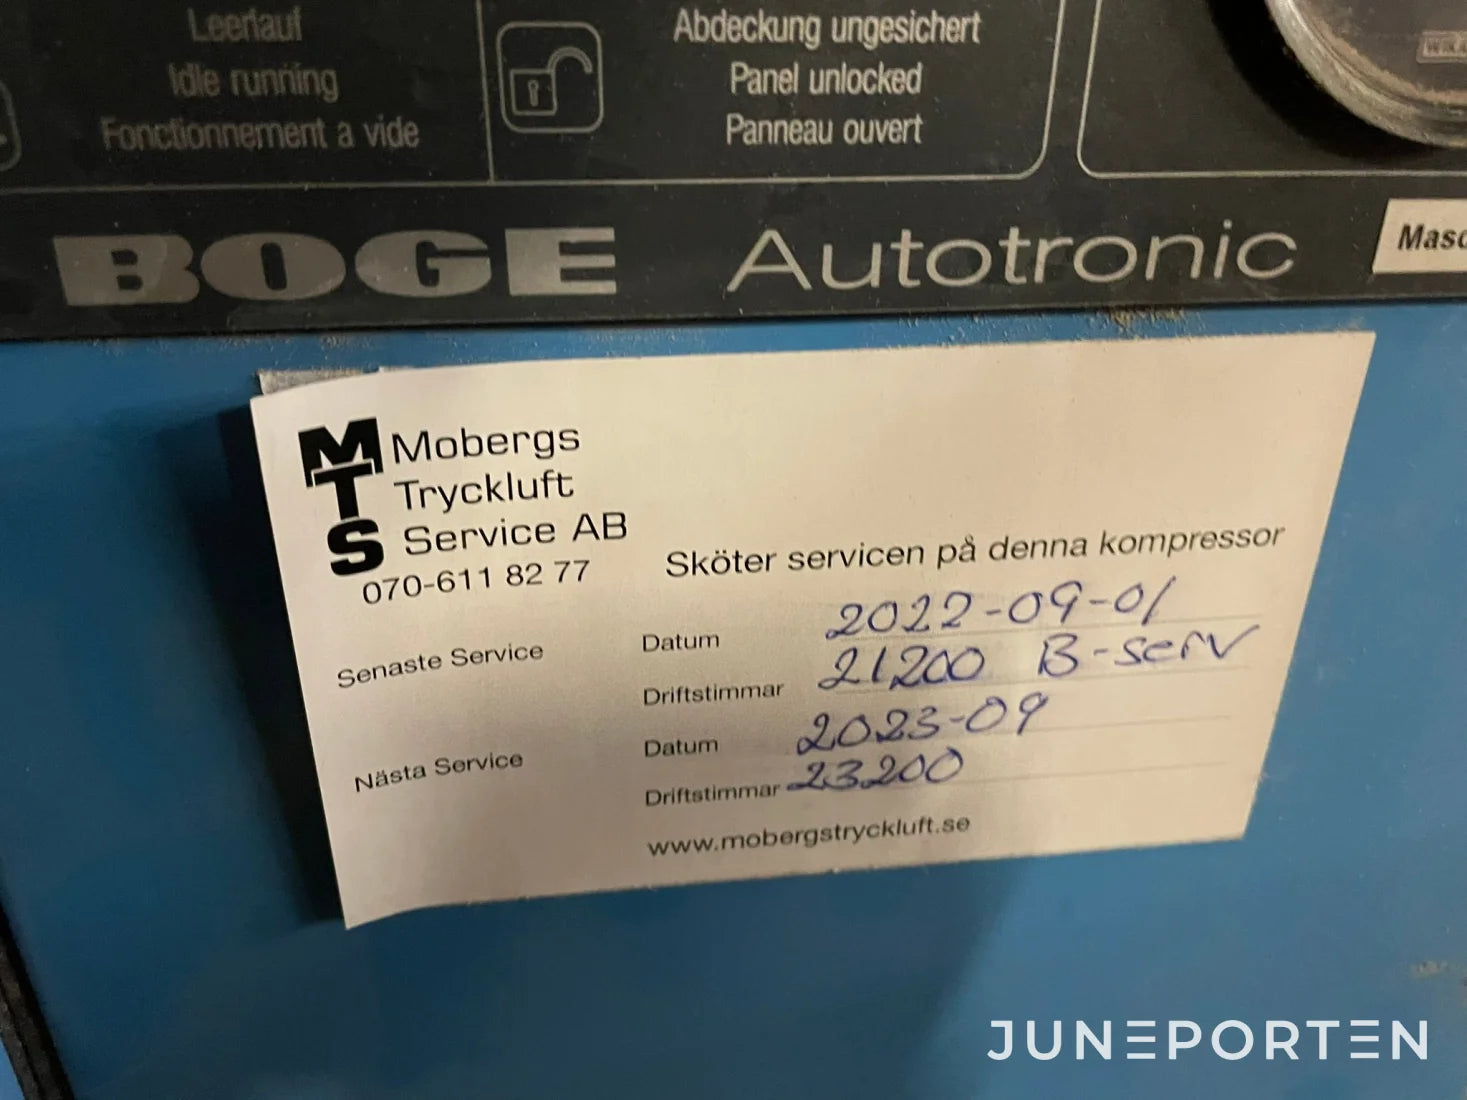 Leerlauf
Idle running
Fonctionnement a vide
Abdeckung ungesichert
Panel unlocked
Panneau ouvert
WIKA
BOGE Autotronic
Masc
MTS
Mobergs
Tryckluft
Service AB
070-611 82 77
Sköter servicen på denna kompressor
Senaste Service Datum 2022-09-01
Driftstimmar 21200 B-serv
Nästa Service Datum 2023-09
Driftstimmar 23200
www.mobergstryckluft.se
JUNEPORTEN